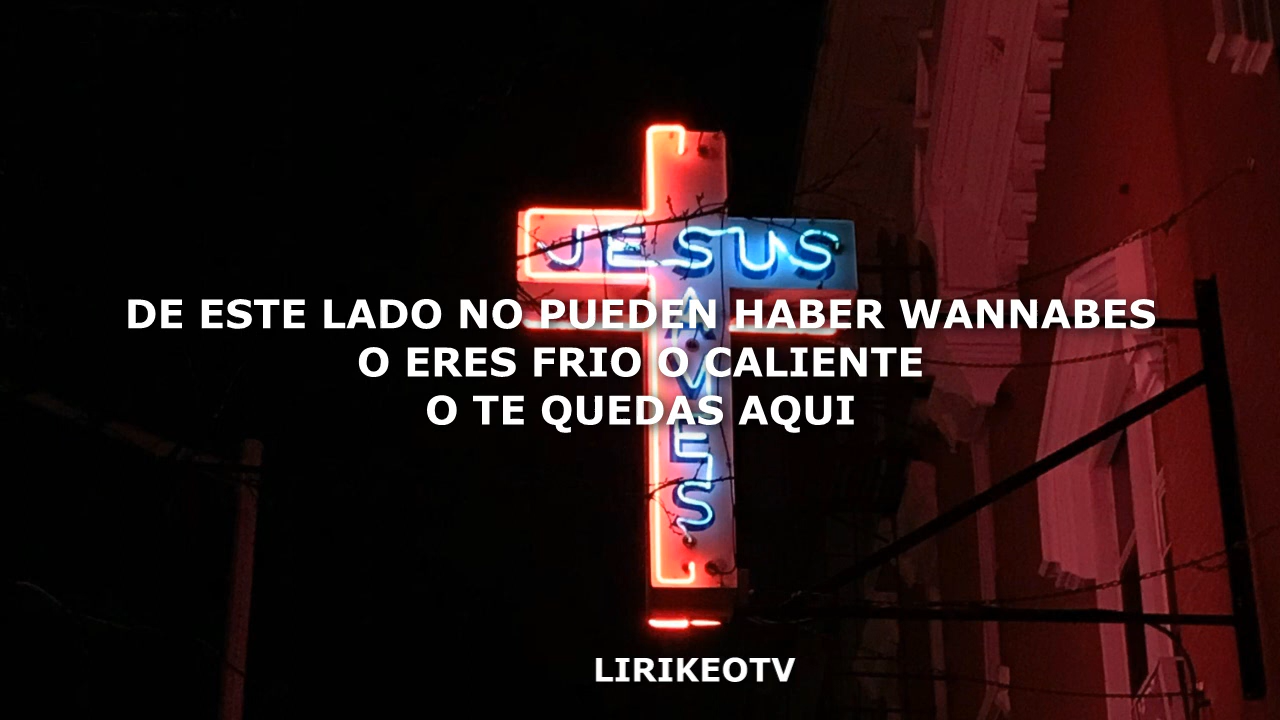 JESUS
SAVES
DE ESTE LADO NO PUEDEN HABER WANNABES
O ERES FRIO O CALIENTE
O TE QUEDAS AQUI
LIRIKEOTV